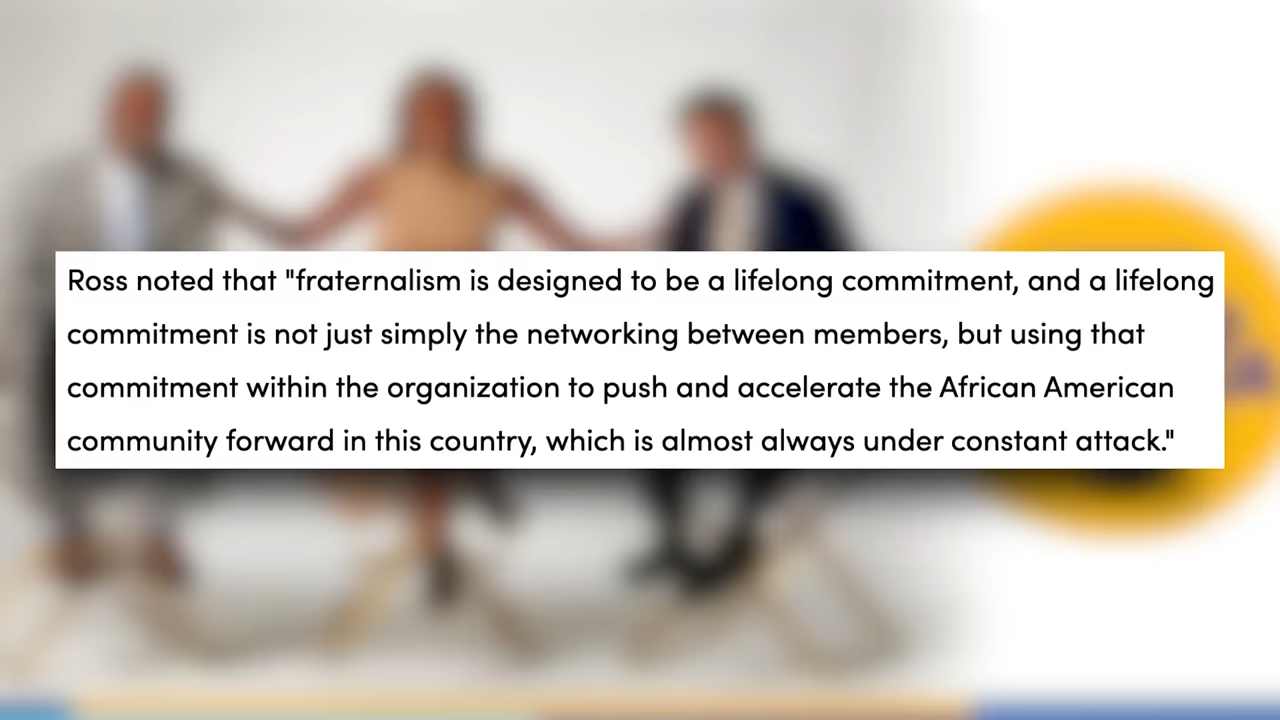 Ross noted that "fraternalism is designed to be a lifelong commitment, and a lifelong
commitment is not just simply the networking between members, but using that
commitment within the organization to push and accelerate the African American
community forward in this country, which is almost always under constant attack."